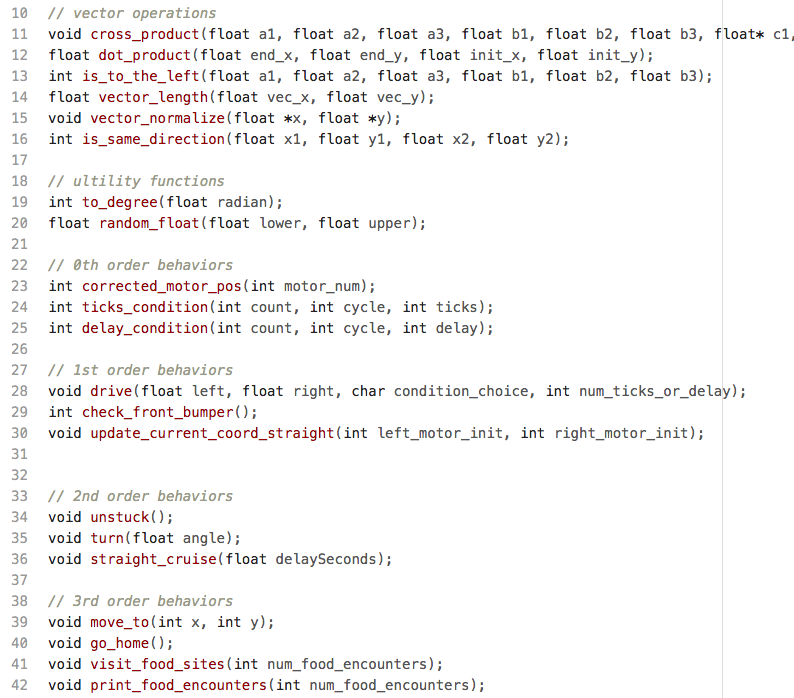 10 // vector operations
11 void cross_product(float a1, float a2, float a3, float b1, float b2, float b3, float* c1,
12 float dot_product(float end_x, float end_y, float init_x, float init_y);
13 int is_to_the_left(float a1, float a2, float a3, float b1, float b2, float b3);
14 float vector_length(float vec_x, float vec_y);
15 void vector_normalize(float *x, float *y);
16 int is_same_direction(float x1, float y1, float x2, float y2);
17
18 // ultility functions
19 int to_degree(float radian);
20 float random_float(float lower, float upper);
21
22 // 0th order behaviors
23 int corrected_motor_pos(int motor_num);
24 int ticks_condition(int count, int cycle, int ticks);
25 int delay_condition(int count, int cycle, int delay);
26
27 // 1st order behaviors
28 void drive(float left, float right, char condition_choice, int num_ticks_or_delay);
29 int check_front_bumper();
30 void update_current_coord_straight(int left_motor_init, int right_motor_init);
31
32
33 // 2nd order behaviors
34 void unstuck();
35 void turn(float angle);
36 void straight_cruise(float delaySeconds);
37
38 // 3rd order behaviors
39 void move_to(int x, int y);
40 void go_home();
41 void visit_food_sites(int num_food_encounters);
42 void print_food_encounters(int num_food_encounters);